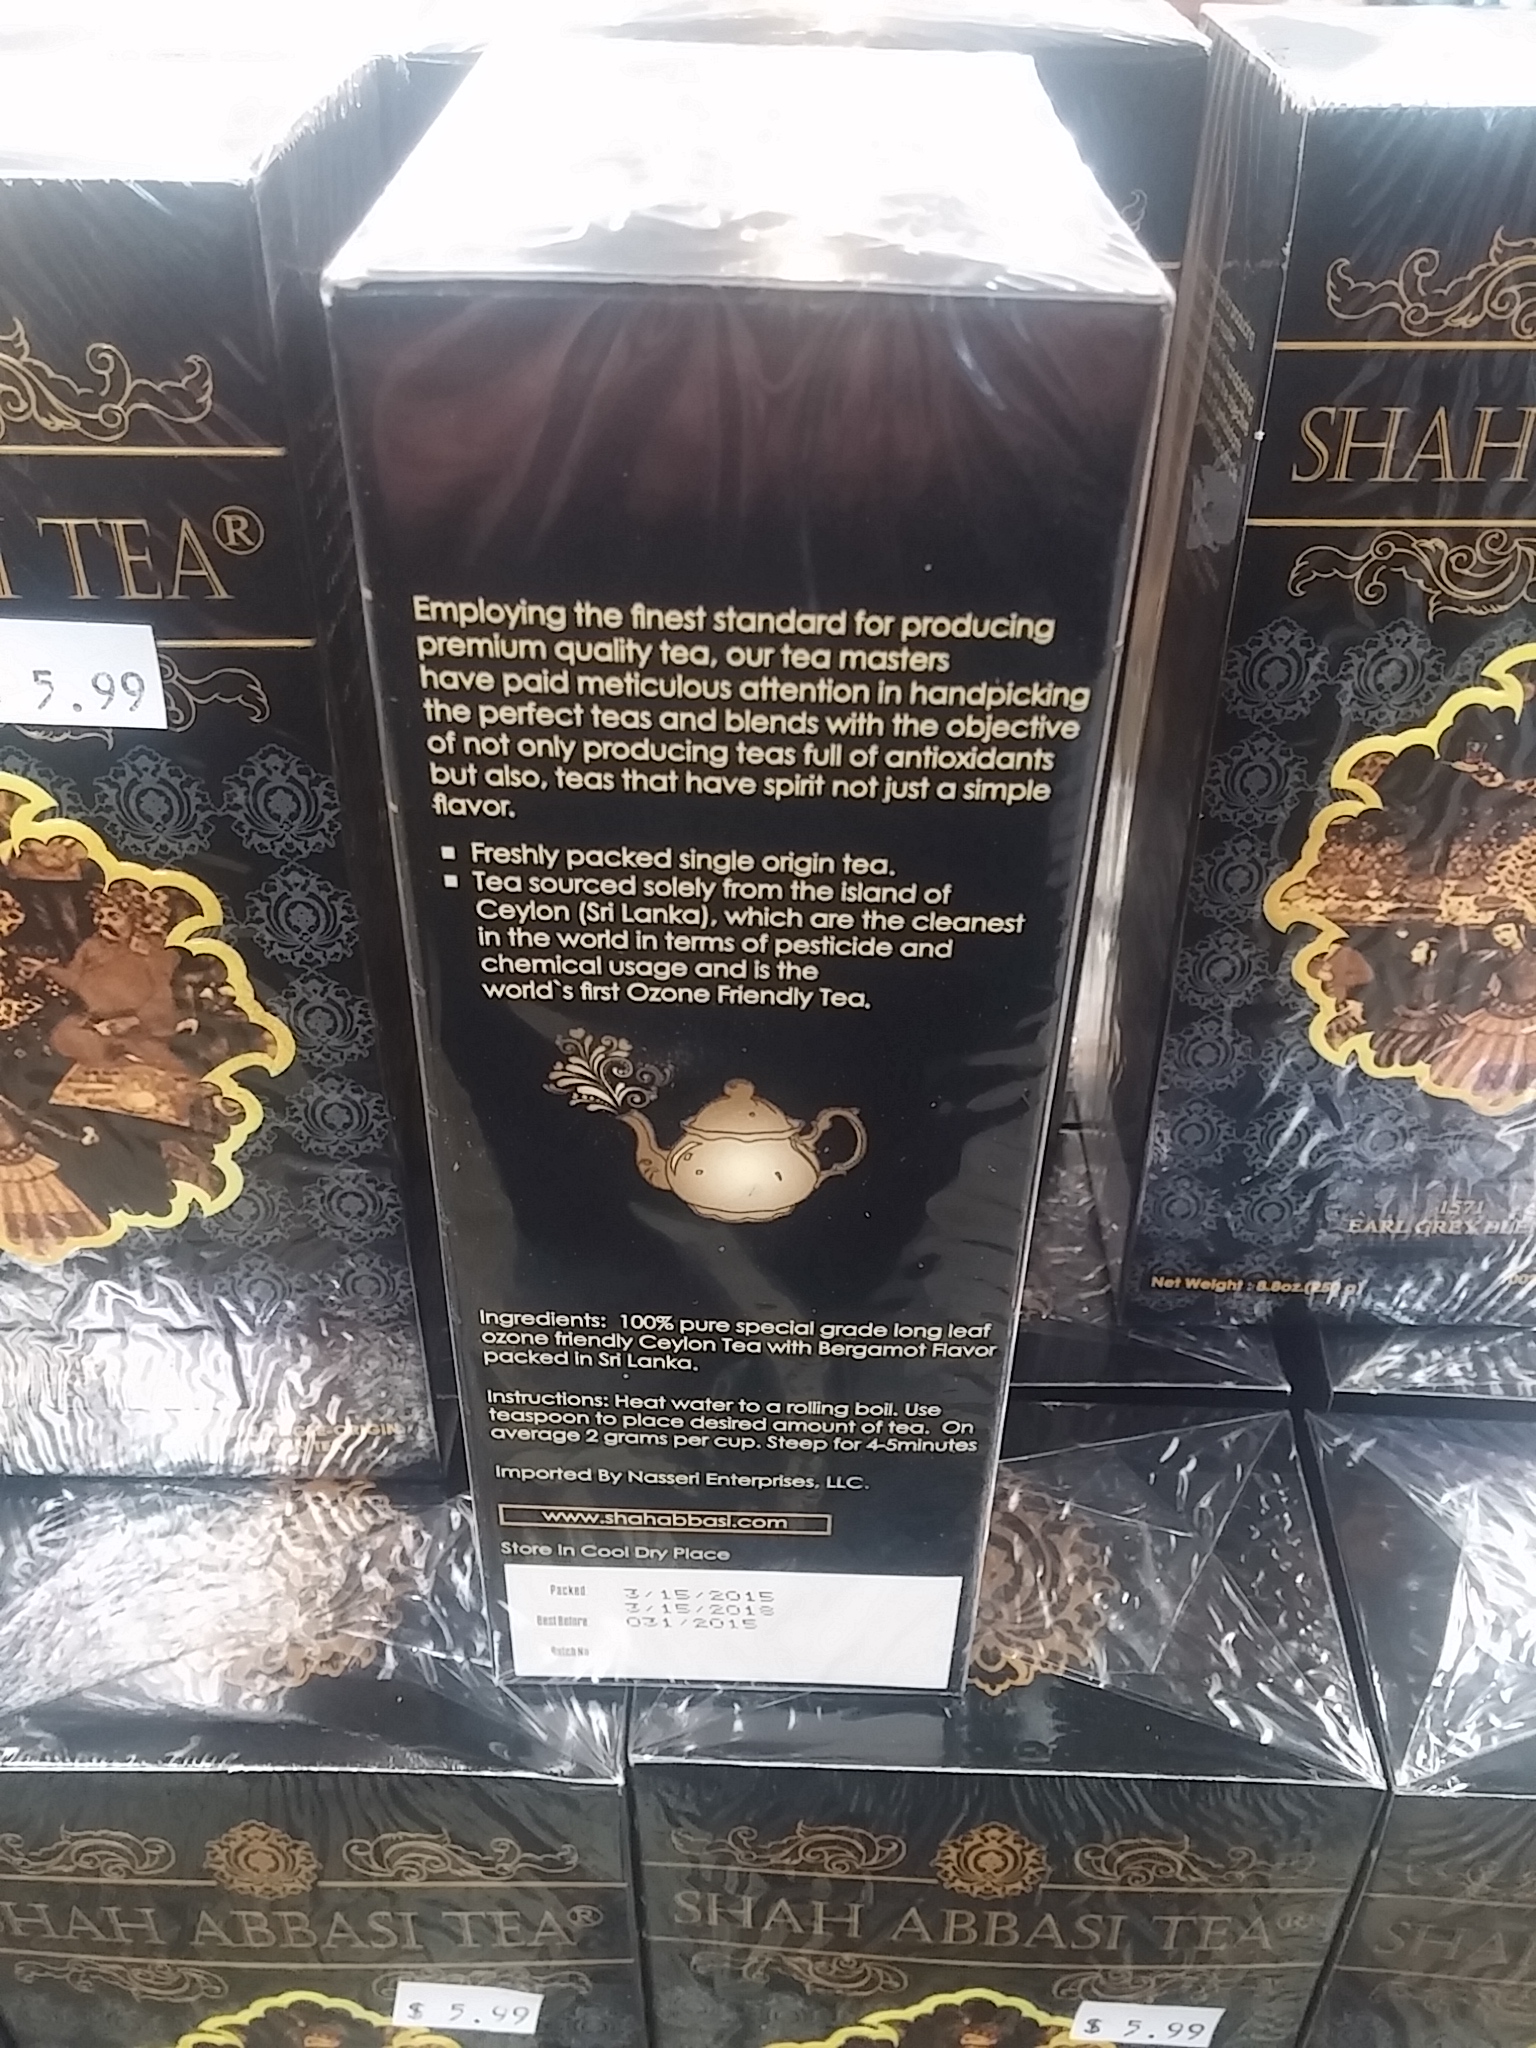 I TEA®
5.99
SHAH
Employing the finest standard for producing
premium quality tea, our tea masters
have paid meticulous attention in handpicking
the perfect teas and blends with the objective
of not only producing teas full of antioxidants
but also, teas that have spirit not just a simple
flavor.
▪ Freshly packed single origin tea.
▪ Tea sourced solely from the island of
Ceylon (Sri Lanka), which are the cleanest
in the world in terms of pesticide and
chemical usage and is the
world`s first Ozone Friendly Tea.
1571
EARL GREY
Net Weight : 8.8oz.(250 g)
Ingredients: 100% pure special grade long leaf
ozone friendly Ceylon Tea with Bergamot Flavor
packed in Sri Lanka.
Instructions: Heat water to a rolling boil. Use
teaspoon to place desired amount of tea. On
average 2 grams per cup. Steep for 4-5minutes
Imported By Nasseri Enterprises, LLC.
www.shahabbasi.com
Store In Cool Dry Place
Packed 3/15/2015
3/15/2018
Best Before 031/2015
Batch No
HAH ABBASI TEA®
$ 5.99
SHAH ABBASI TEA®
$ 5.99
SHA